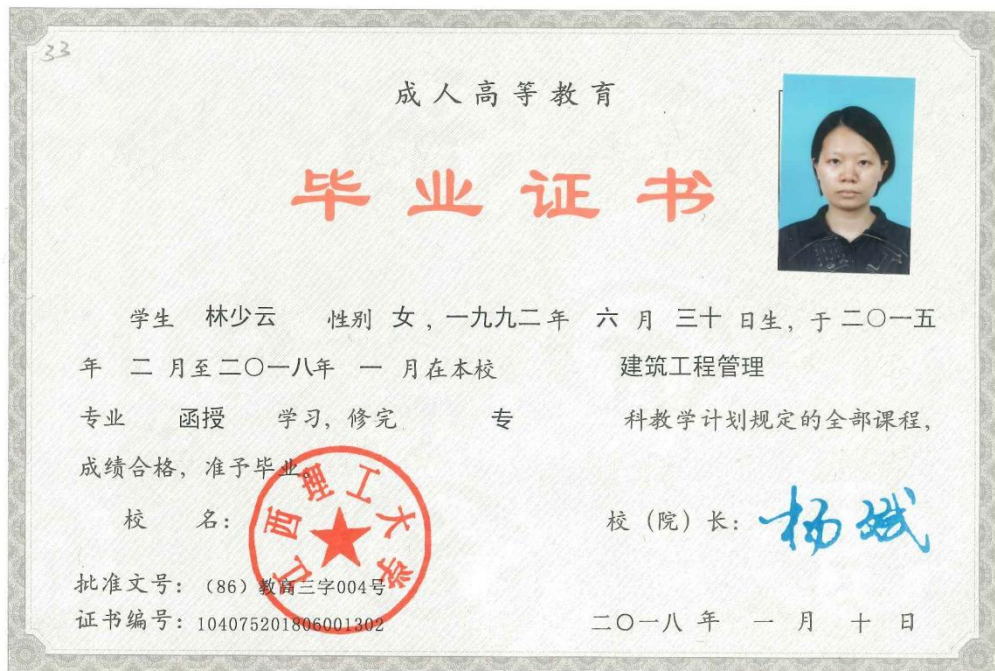 33
成人高等教育
毕业证书
学生 林少云 性别 女，一九九二年 六 月 三十 日生，于二〇一五
年 二 月至二〇一八年 一 月在本校 建筑工程管理
专业 函授 学习，修完 专 科教学计划规定的全部课程，
成绩合格，准予毕业。
校 名： 江西理工大学
校（院）长： 杨斌
批准文号：（86）教高三字004号
证书编号：104075201806001302
二〇一八 年 一 月 十 日